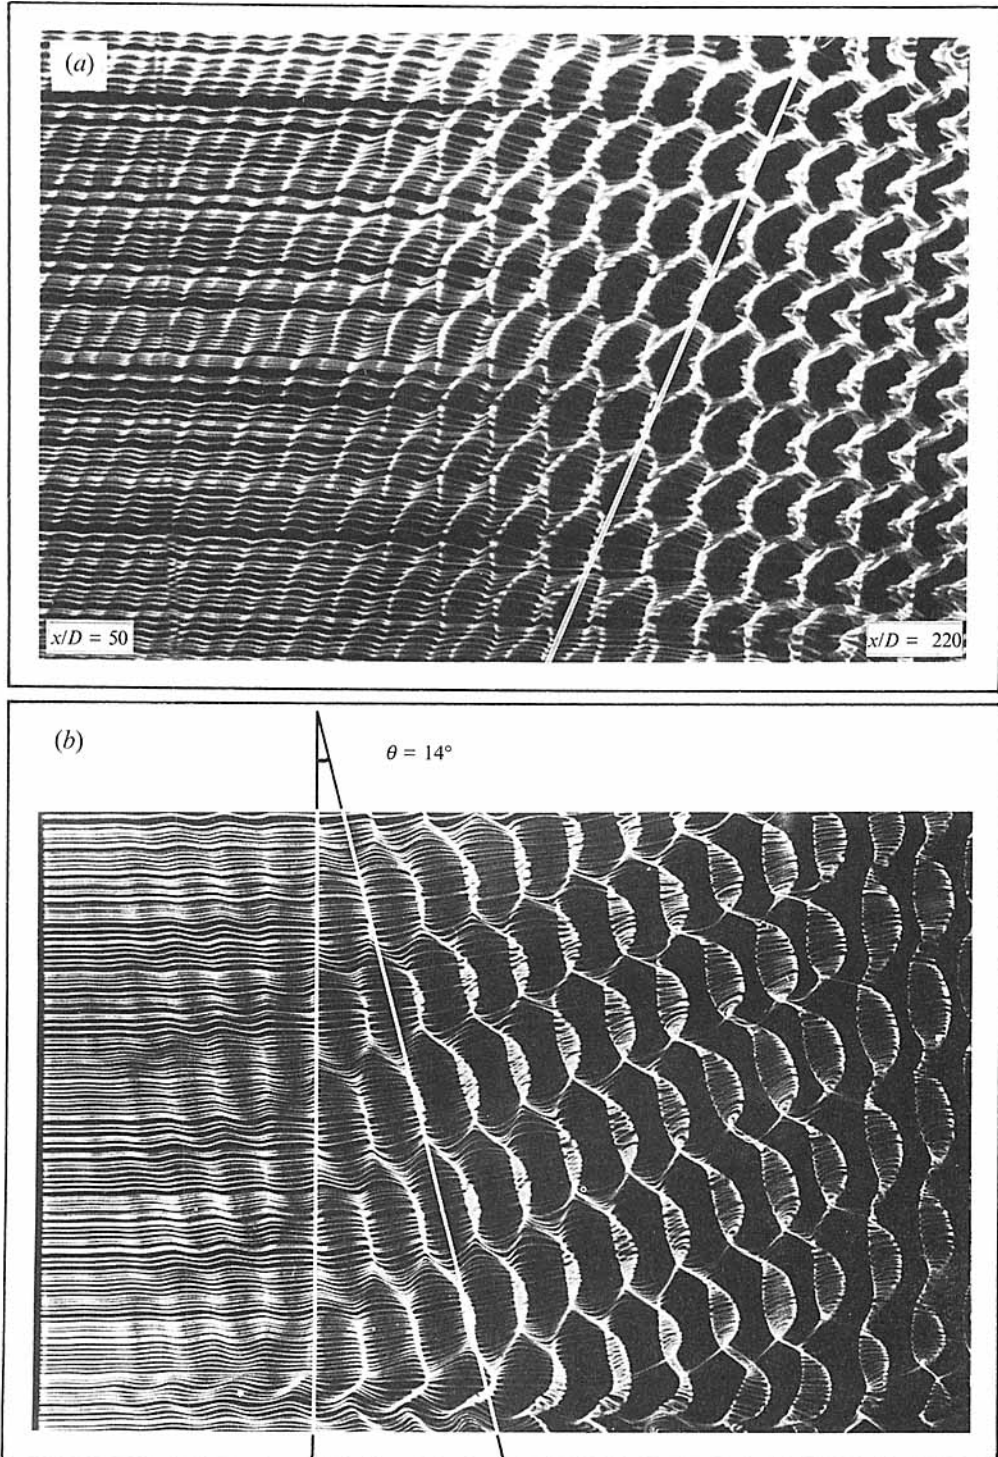 (a)
x/D = 50
x/D = 220
(b)
θ = 14°